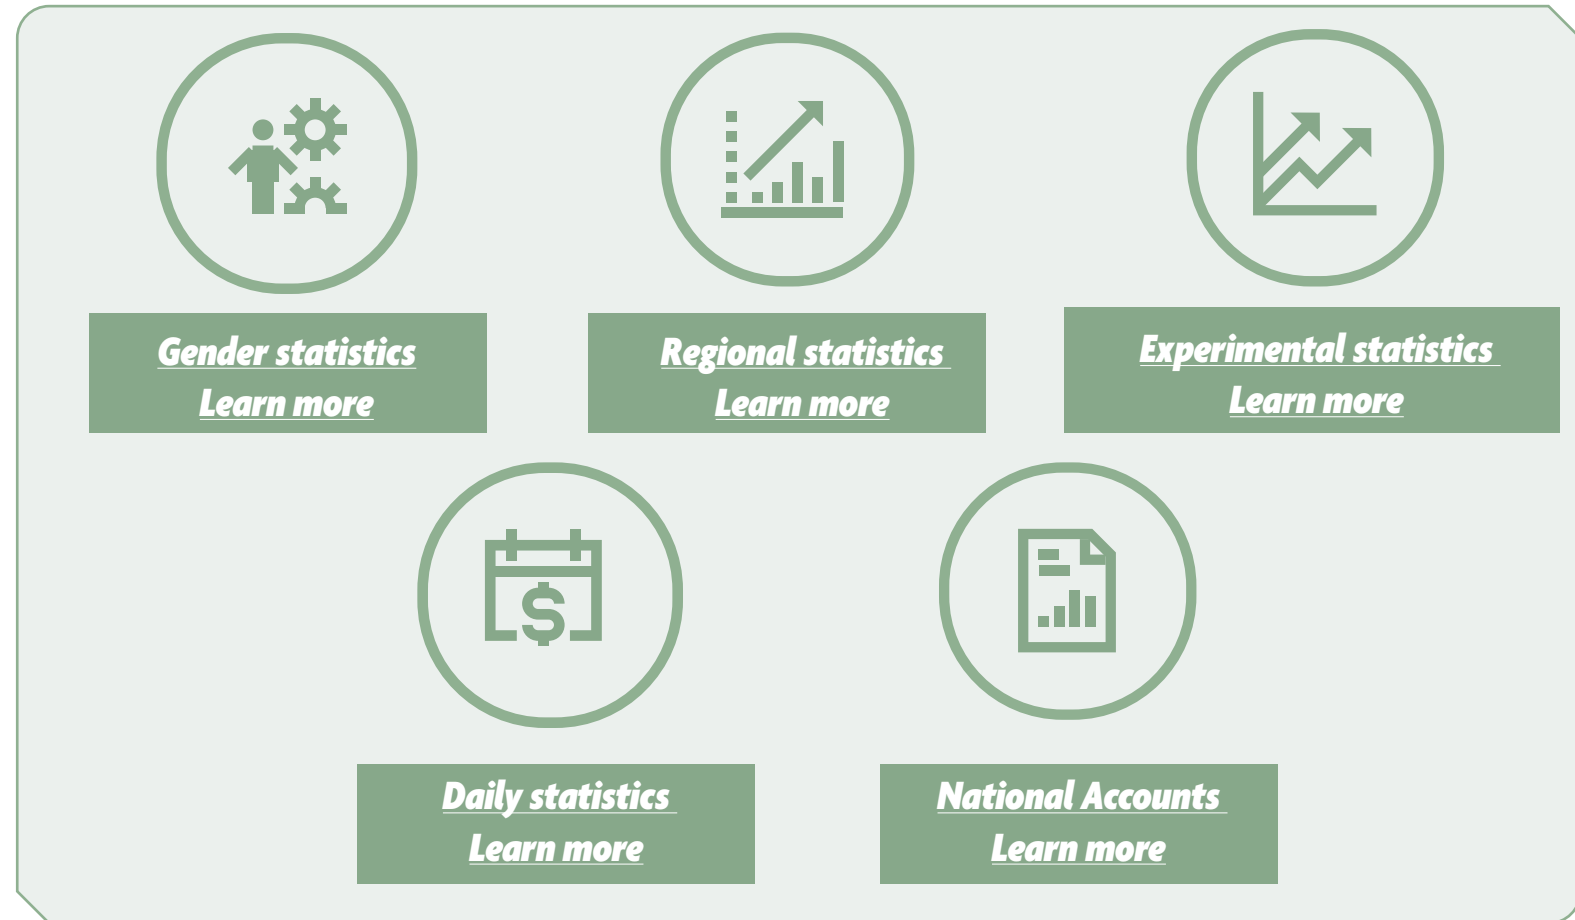 Gender statistics
Learn more
Regional statistics
Learn more
Experimental statistics
Learn more
Daily statistics
Learn more
National Accounts
Learn more